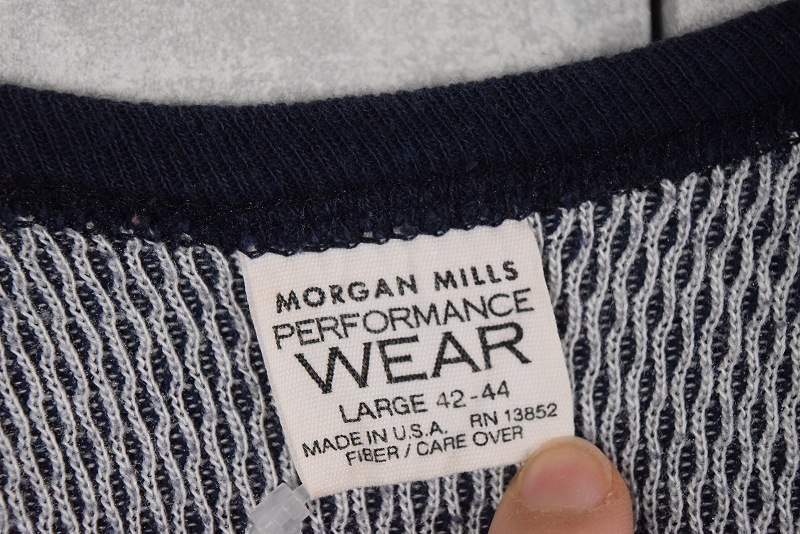 MORGAN MILLS
PERFORMANCE
WEAR
LARGE 42-44
MADE IN U.S.A. RN 13852
FIBER / CARE OVER